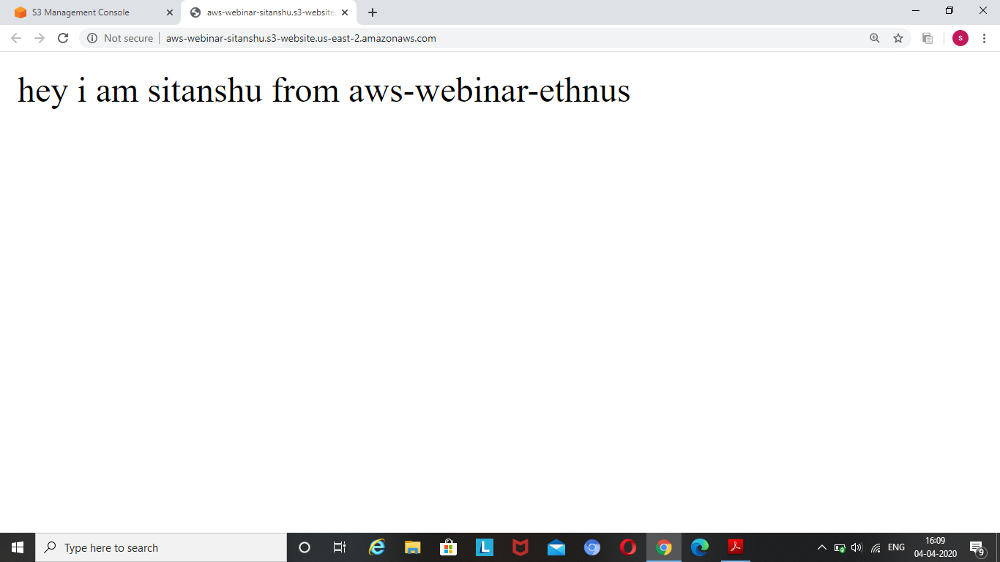 S3 Management Console
aws-webinar-sitanshu.s3-website
Not secure
aws-webinar-sitanshu.s3-website.us-east-2.amazonaws.com
s
hey i am sitanshu from aws-webinar-ethnus
Type here to search
L
ENG
16:09
04-04-2020
9